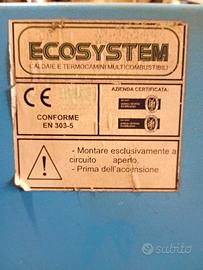 ECOSYSTEM
CALDAIE E TERMOCAMINI MULTICOMBUSTIBILI
CE
AZIENDA CERTIFICATA:
CONFORME
EN 303-5
- Montare esclusivamente a
circuito aperto.
- Prima dell'accensione
subito